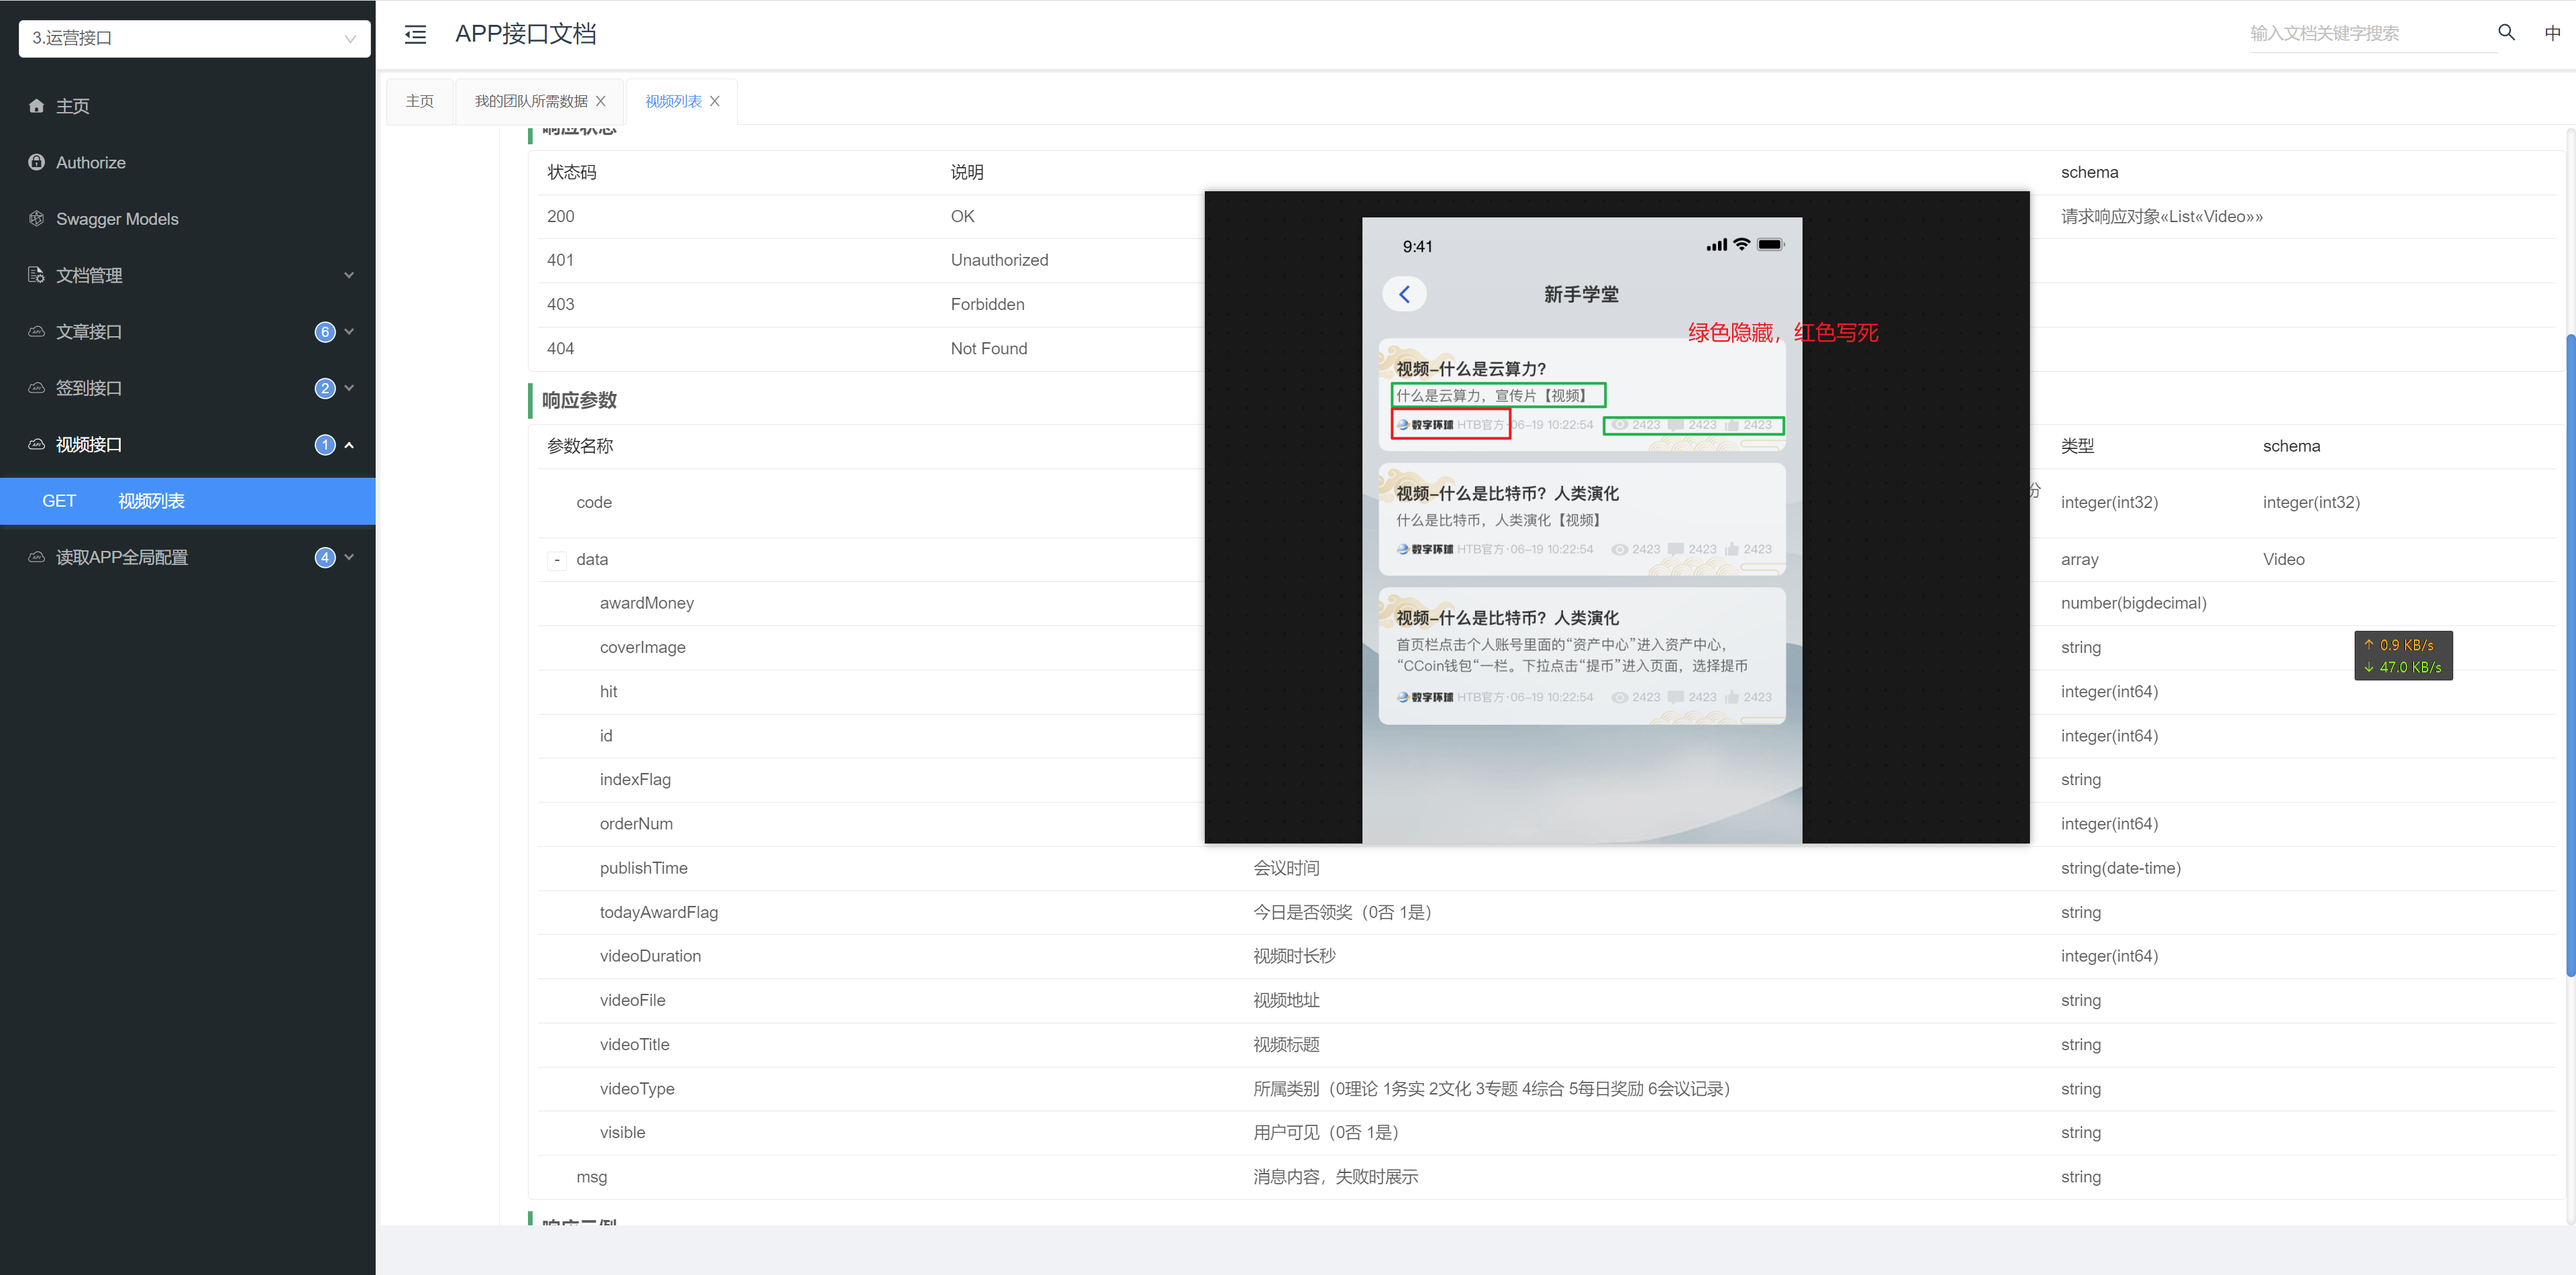 3.运营接口
APP接口文档
输入文档关键字搜索
中
主页
Authorize
Swagger Models
文档管理
文章接口
6
签到接口
2
视频接口
1
GET 视频列表
读取APP全局配置
4
主页
我的团队所需数据
视频列表
响应状态
状态码 说明 schema
200 OK 请求响应对象«List«Video»»
401 Unauthorized
403 Forbidden
404 Not Found
响应参数
参数名称 类型 schema
code 份 integer(int32) integer(int32)
- data array Video
awardMoney number(bigdecimal)
coverImage string
hit integer(int64)
id integer(int64)
indexFlag string
orderNum integer(int64)
publishTime 会议时间 string(date-time)
todayAwardFlag 今日是否领奖（0否 1是） string
videoDuration 视频时长秒 integer(int64)
videoFile 视频地址 string
videoTitle 视频标题 string
videoType 所属类别（0理论 1务实 2文化 3专题 4综合 5每日奖励 6会议记录） string
visible 用户可见（0否 1是） string
msg 消息内容，失败时展示 string
响应示例
9:41
新手学堂
绿色隐藏，红色写死
视频–什么是云算力?
什么是云算力，宣传片【视频】
数字环球 HTB官方·06–19 10:22:54 2423 2423 2423
视频–什么是比特币？人类演化
什么是比特币，人类演化【视频】
数字环球 HTB官方·06–19 10:22:54 2423 2423 2423
视频–什么是比特币？人类演化
首页栏点击个人账号里面的“资产中心”进入资产中心，
“CCoin钱包“一栏。下拉点击“提币”进入页面，选择提币
数字环球 HTB官方·06–19 10:22:54 2423 2423 2423
↑ 0.9 KB/s
↓ 47.0 KB/s